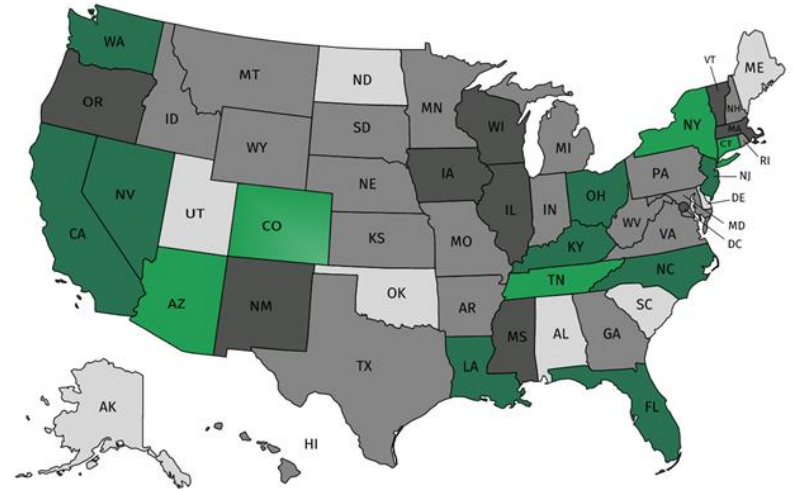 WA
OR
CA
NV
ID
MT
WY
UT
CO
AZ
NM
ND
SD
NE
KS
OK
TX
MN
IA
MO
AR
LA
WI
IL
MS
MI
IN
OH
KY
TN
AL
GA
FL
SC
NC
VA
WV
PA
NY
VT
NH
ME
MA
CT
RI
NJ
DE
MD
DC
AK
HI